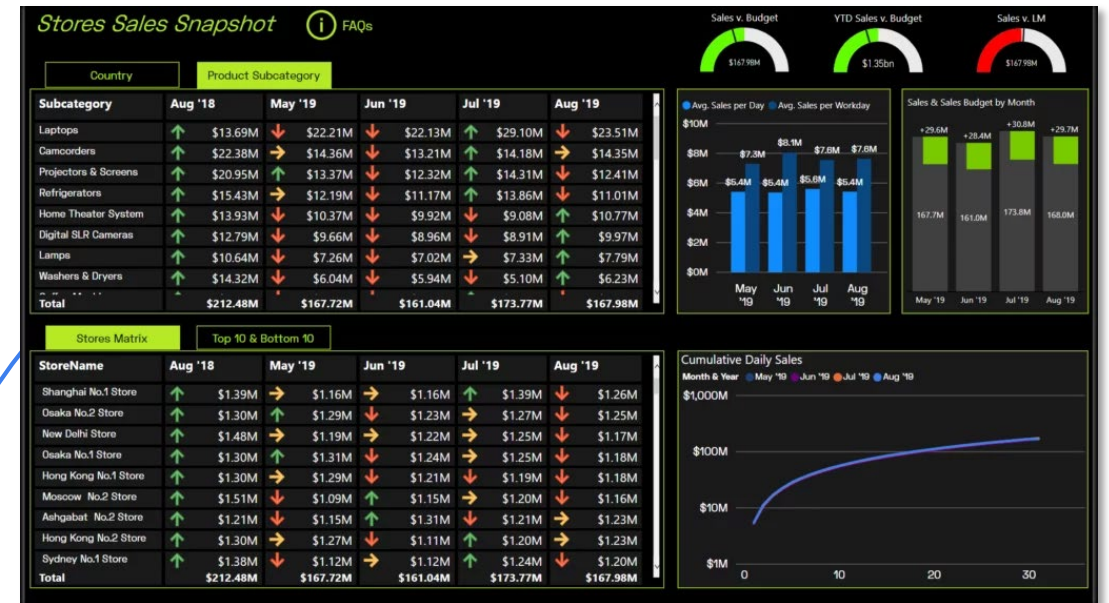 Stores Sales Snapshot
i FAQs
Sales v. Budget
$167.98M
YTD Sales v. Budget
$1.35bn
Sales v. LM
$167.98M
Country
Product Subcategory
Subcategory Aug '18 May '19 Jun '19 Jul '19 Aug '19
Laptops $13.69M $22.21M $22.13M $29.10M $23.51M
Camcorders $22.38M $14.36M $13.21M $14.18M $14.35M
Projectors & Screens $20.95M $13.37M $12.32M $14.31M $12.41M
Refrigerators $15.43M $12.19M $11.17M $13.86M $11.01M
Home Theater System $13.93M $10.37M $9.92M $9.08M $10.77M
Digital SLR Cameras $12.79M $9.66M $8.96M $8.91M $9.97M
Lamps $10.64M $7.26M $7.02M $7.33M $7.79M
Washers & Dryers $14.32M $6.04M $5.94M $5.10M $6.23M
Total $212.48M $167.72M $161.04M $173.77M $167.98M
Avg. Sales per Day Avg. Sales per Workday
$10M
$8M
$6M
$4M
$2M
$0M
$7.3M $8.1M $7.6M $7.6M
$5.4M $5.4M $5.6M $5.4M
May '19 Jun '19 Jul '19 Aug '19
Sales & Sales Budget by Month
+29.6M +28.4M +30.8M +29.7M
167.7M 161.0M 173.8M 168.0M
May '19 Jun '19 Jul '19 Aug '19
Stores Matrix
Top 10 & Bottom 10
StoreName Aug '18 May '19 Jun '19 Jul '19 Aug '19
Shanghai No.1 Store $1.39M $1.16M $1.16M $1.39M $1.26M
Osaka No.2 Store $1.30M $1.29M $1.23M $1.27M $1.25M
New Delhi Store $1.48M $1.19M $1.22M $1.25M $1.17M
Osaka No.1 Store $1.30M $1.31M $1.24M $1.25M $1.18M
Hong Kong No.1 Store $1.30M $1.29M $1.21M $1.19M $1.18M
Moscow No.2 Store $1.51M $1.09M $1.15M $1.20M $1.16M
Ashgabat No.2 Store $1.21M $1.15M $1.31M $1.21M $1.23M
Hong Kong No.2 Store $1.30M $1.27M $1.11M $1.20M $1.23M
Sydney No.1 Store $1.38M $1.12M $1.12M $1.24M $1.20M
Total $212.48M $167.72M $161.04M $173.77M $167.98M
Cumulative Daily Sales
Month & Year May '19 Jun '19 Jul '19 Aug '19
$1,000M
$100M
$10M
$1M
0 10 20 30